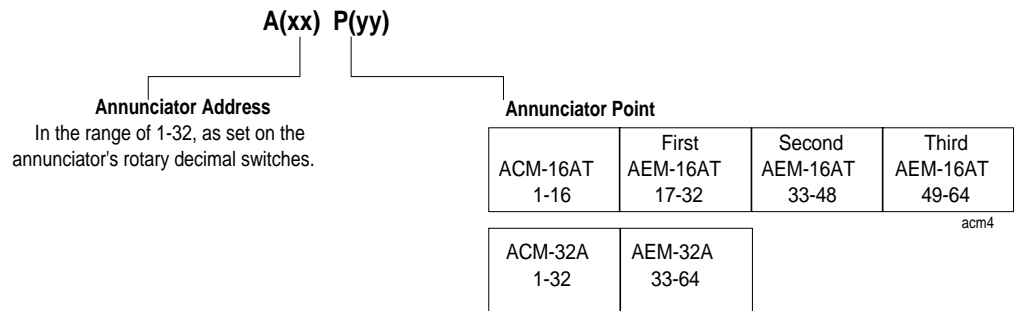 A(xx) P(yy)
Annunciator Address
In the range of 1-32, as set on the
annunciator's rotary decimal switches.
Annunciator Point
ACM-16AT
1-16
First
AEM-16AT
17-32
Second
AEM-16AT
33-48
Third
AEM-16AT
49-64
acm4
ACM-32A
1-32
AEM-32A
33-64